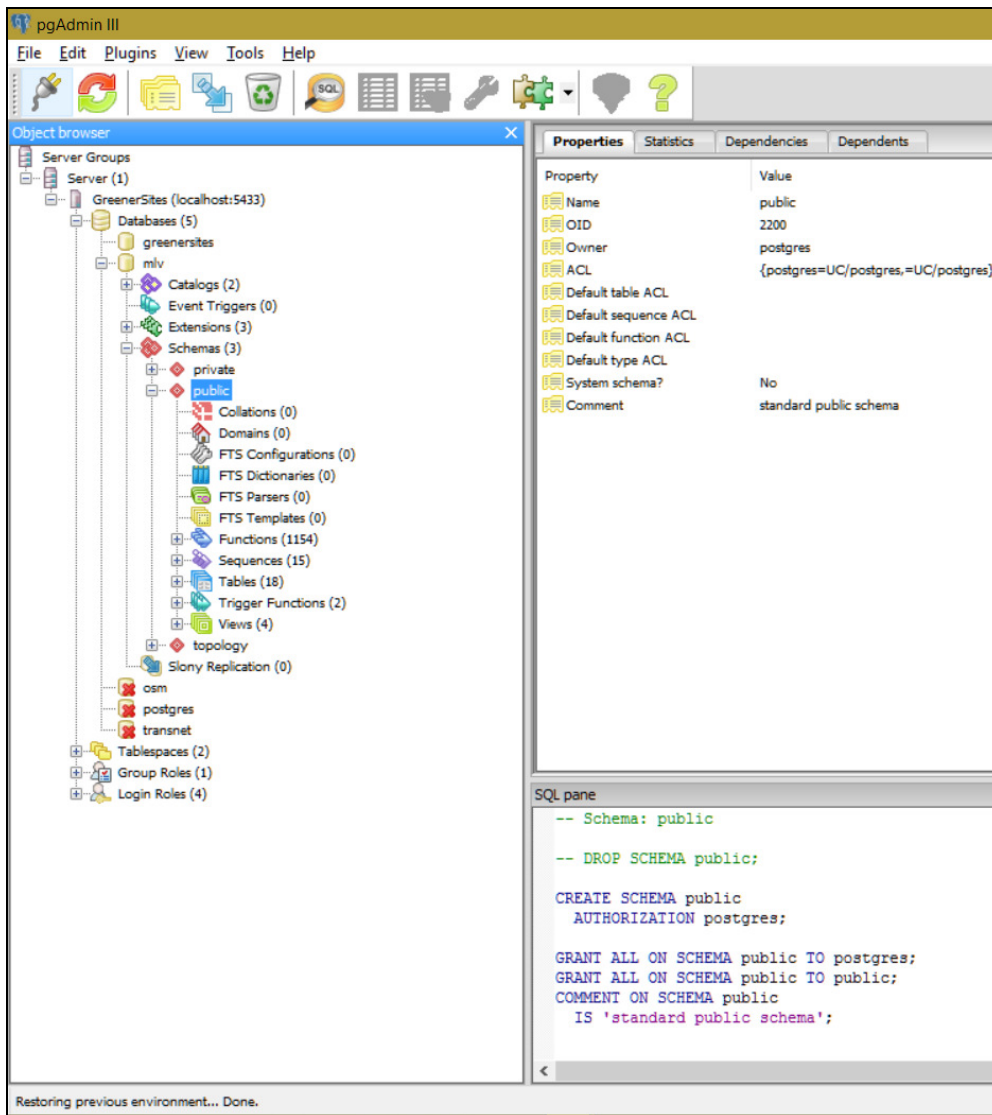 pgAdmin III
File Edit Plugins View Tools Help
SQL
Object browser
Server Groups
Server (1)
GreenerSites (localhost:5433)
Databases (5)
greenersites
mlv
Catalogs (2)
Event Triggers (0)
Extensions (3)
Schemas (3)
private
public
Collations (0)
Domains (0)
FTS Configurations (0)
FTS Dictionaries (0)
FTS Parsers (0)
FTS Templates (0)
Functions (1154)
Sequences (15)
Tables (18)
Trigger Functions (2)
Views (4)
topology
Slony Replication (0)
osm
postgres
transnet
Tablespaces (2)
Group Roles (1)
Login Roles (4)
Properties Statistics Dependencies Dependents
Property Value
Name public
OID 2200
Owner postgres
ACL {postgres=UC/postgres,=UC/postgres}
Default table ACL
Default sequence ACL
Default function ACL
Default type ACL
System schema? No
Comment standard public schema
SQL pane
-- Schema: public
-- DROP SCHEMA public;
CREATE SCHEMA public
AUTHORIZATION postgres;
GRANT ALL ON SCHEMA public TO postgres;
GRANT ALL ON SCHEMA public TO public;
COMMENT ON SCHEMA public
IS 'standard public schema';
Restoring previous environment... Done.